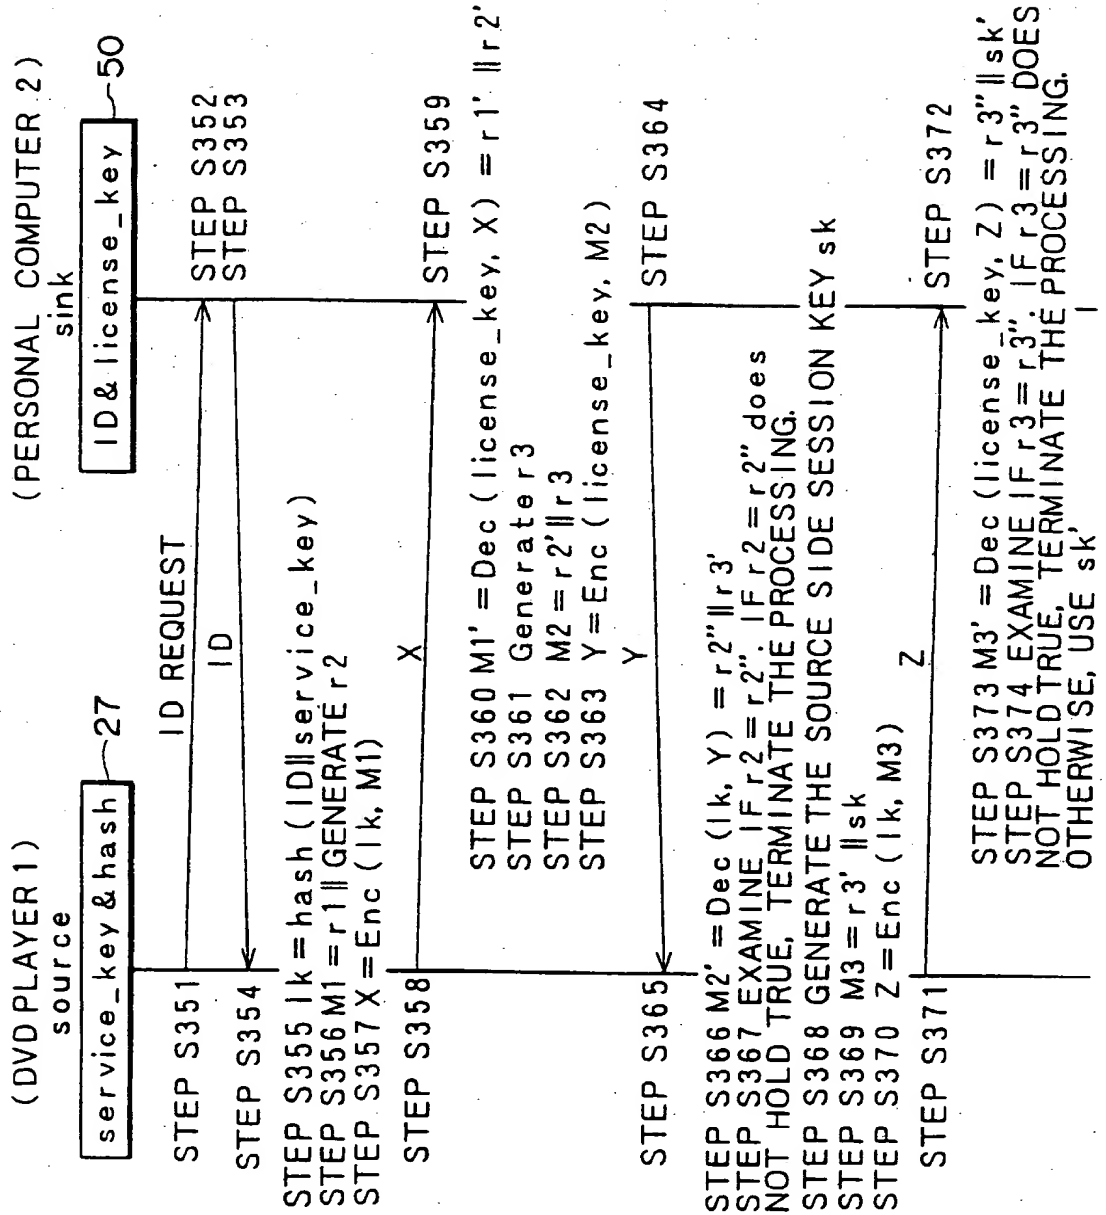 (DVD PLAYER 1)
source
service_key & hash
27
(PERSONAL COMPUTER 2)
sink
ID & license_key
50
STEP S351
ID REQUEST
STEP S352
STEP S353
ID
STEP S354
STEP S355 lk = hash ( ID || service_key)
STEP S356 M1 = r1 || GENERATE r2
STEP S357 X = Enc ( lk, M1)
STEP S358
X
STEP S359
STEP S360 M1' = Dec ( license_key, X) = r1' || r2'
STEP S361 Generate r3
STEP S362 M2 = r2' || r3
STEP S363 Y = Enc ( license_key, M2)
Y
STEP S364
STEP S365
STEP S366 M2' = Dec ( lk, Y) = r2'' || r3'
STEP S367 EXAMINE IF r2 = r2''. IF r2 = r2'' does
NOT HOLD TRUE, TERMINATE THE PROCESSING.
STEP S368 GENERATE THE SOURCE SIDE SESSION KEY sk
STEP S369 M3 = r3' || sk
STEP S370 Z = Enc ( lk, M3)
STEP S371
Z
STEP S372
STEP S373 M3' = Dec ( license_key, Z) = r3'' || sk'
STEP S374 EXAMINE IF r3 = r3''. IF r3 = r3'' DOES
NOT HOLD TRUE, TERMINATE THE PROCESSING.
OTHERWISE, USE sk'